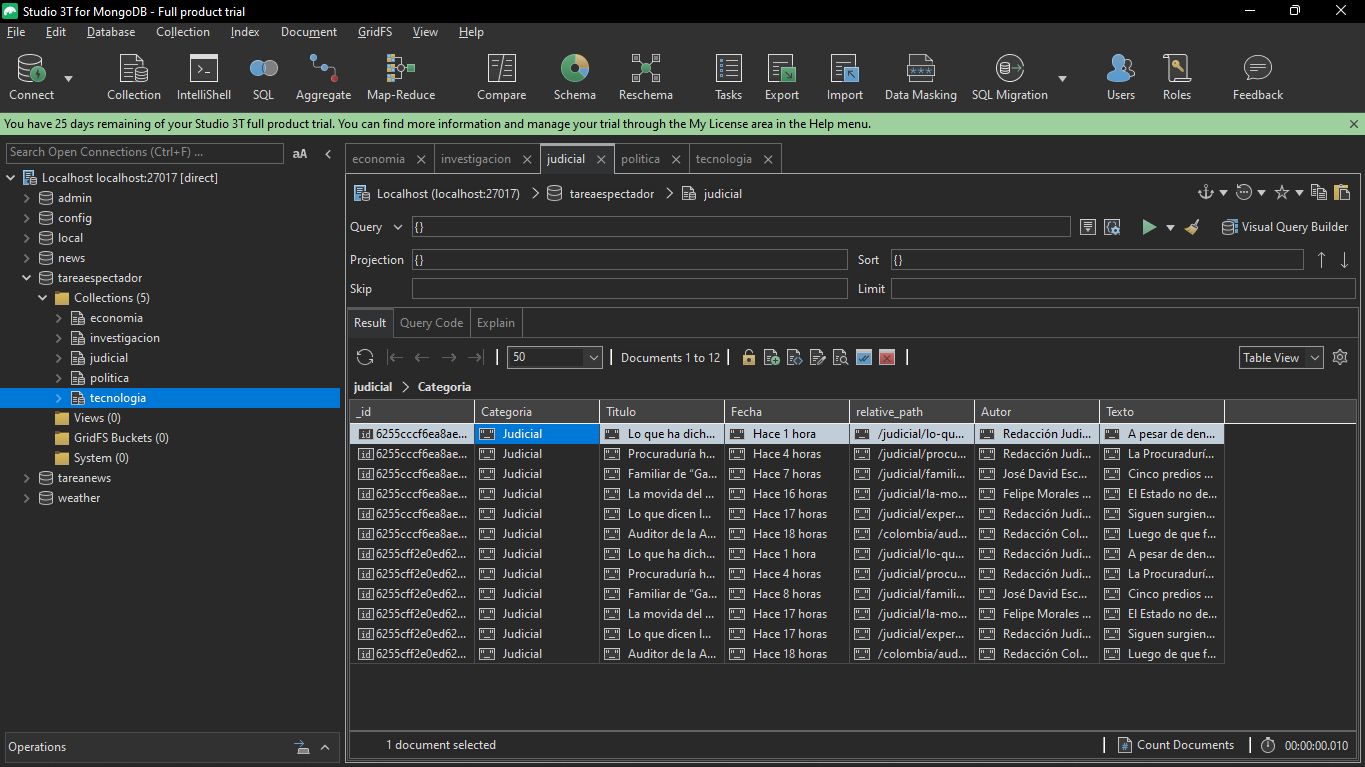 Studio 3T for MongoDB - Full product trial
File Edit Database Collection Index Document GridFS View Help
Connect Collection IntelliShell SQL Aggregate Map-Reduce Compare Schema Reschema Tasks Export Import Data Masking SQL Migration Users Roles Feedback
You have 25 days remaining of your Studio 3T full product trial. You can find more information and manage your trial through the My License area in the Help menu.
Search Open Connections (Ctrl+F) ... aA
Localhost localhost:27017 [direct]
admin
config
local
news
tareaespectador
Collections (5)
economia
investigacion
judicial
politica
tecnologia
Views (0)
GridFS Buckets (0)
System (0)
tareanews
weather
Operations
economia investigacion judicial politica tecnologia
Localhost (localhost:27017) tareaespectador judicial
Query {} Visual Query Builder
Projection {} Sort {}
Skip Limit
Result Query Code Explain
50 Documents 1 to 12 Table View
judicial > Categoria
_id Categoria Titulo Fecha relative_path Autor Texto
6255cccf6ea8ae... Judicial Lo que ha dich... Hace 1 hora /judicial/lo-qu... Redacción Judi... A pesar de den...
6255cccf6ea8ae... Judicial Procuraduría h... Hace 4 horas /judicial/procu... Redacción Judi... La Procuradurí...
6255cccf6ea8ae... Judicial Familiar de “Ga... Hace 7 horas /judicial/famili... José David Esc... Cinco predios ...
6255cccf6ea8ae... Judicial La movida del ... Hace 16 horas /judicial/la-mo... Felipe Morales ... El Estado no de...
6255cccf6ea8ae... Judicial Lo que dicen l... Hace 17 horas /judicial/exper... Redacción Judi... Siguen surgien...
6255cccf6ea8ae... Judicial Auditor de la A... Hace 18 horas /colombia/aud... Redacción Col... Luego de que f...
6255cff2e0ed62... Judicial Lo que ha dich... Hace 1 hora /judicial/lo-qu... Redacción Judi... A pesar de den...
6255cff2e0ed62... Judicial Procuraduría h... Hace 4 horas /judicial/procu... Redacción Judi... La Procuradurí...
6255cff2e0ed62... Judicial Familiar de “Ga... Hace 8 horas /judicial/famili... José David Esc... Cinco predios ...
6255cff2e0ed62... Judicial La movida del ... Hace 17 horas /judicial/la-mo... Felipe Morales ... El Estado no de...
6255cff2e0ed62... Judicial Lo que dicen l... Hace 17 horas /judicial/exper... Redacción Judi... Siguen surgien...
6255cff2e0ed62... Judicial Auditor de la A... Hace 18 horas /colombia/aud... Redacción Col... Luego de que f...
1 document selected Count Documents 00:00:00.010